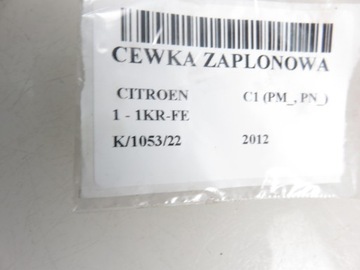 CEWKA ZAPLONOWA
CITROEN C1 (PM_, PN_)
1 - 1KR-FE
K/1053/22 2012